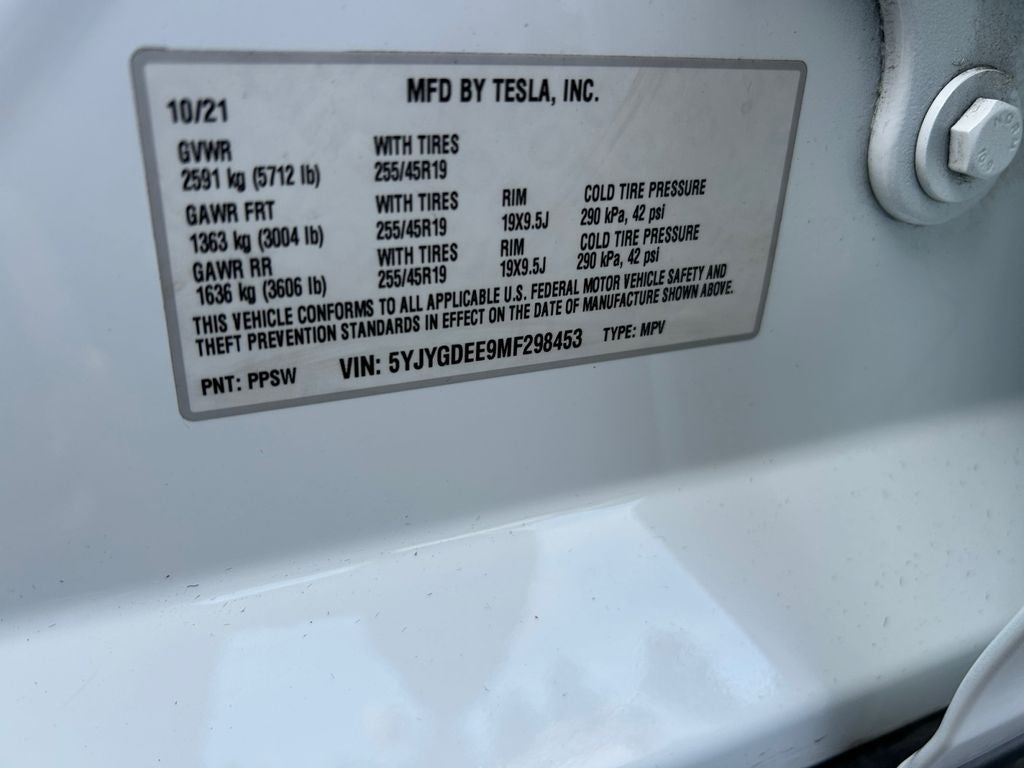 MFD BY TESLA, INC.
10/21
GVWR WITH TIRES
2591 kg (5712 lb) 255/45R19
GAWR FRT WITH TIRES RIM COLD TIRE PRESSURE
1363 kg (3004 lb) 255/45R19 19X9.5J 290 kPa, 42 psi
GAWR RR WITH TIRES RIM COLD TIRE PRESSURE
1636 kg (3606 lb) 255/45R19 19X9.5J 290 kPa, 42 psi
THIS VEHICLE CONFORMS TO ALL APPLICABLE U.S. FEDERAL MOTOR VEHICLE SAFETY AND
THEFT PREVENTION STANDARDS IN EFFECT ON THE DATE OF MANUFACTURE SHOWN ABOVE.
PNT: PPSW VIN: 5YJYGDEE9MF298453 TYPE: MPV